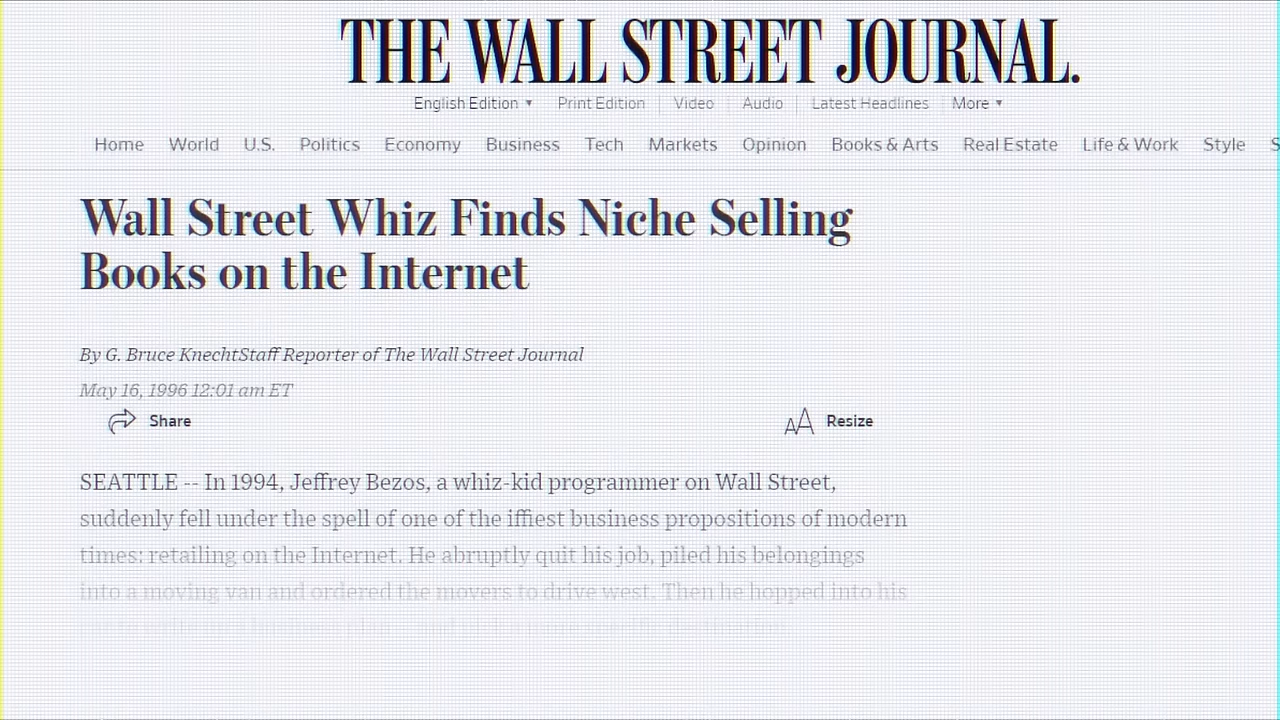 THE WALL STREET JOURNAL.
English Edition ▼ Print Edition Video Audio Latest Headlines More ▼
Home World U.S. Politics Economy Business Tech Markets Opinion Books & Arts Real Estate Life & Work Style
Wall Street Whiz Finds Niche Selling
Books on the Internet
By G. Bruce KnechtStaff Reporter of The Wall Street Journal
May 16, 1996 12:01 am ET
Share Resize
SEATTLE -- In 1994, Jeffrey Bezos, a whiz-kid programmer on Wall Street,
suddenly fell under the spell of one of the iffiest business propositions of modern
times: retailing on the Internet. He abruptly quit his job, piled his belongings
into a moving van and ordered the movers to drive west. Then he hopped into his